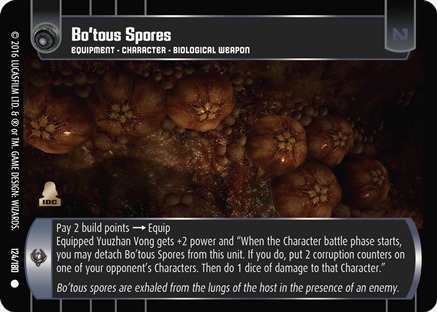 Bo'tous Spores
EQUIPMENT - CHARACTER - BIOLOGICAL WEAPON
N
© 2016 LUCASFILM LTD. & ® or TM. GAME DESIGN: WIZARDS.
IDC
124/180
Pay 2 build points → Equip
Equipped Yuuzhan Vong gets +2 power and "When the Character battle phase starts,
you may detach Bo'tous Spores from this unit. If you do, put 2 corruption counters on
one of your opponent's Characters. Then do 1 dice of damage to that Character."
Bo'tous spores are exhaled from the lungs of the host in the presence of an enemy.